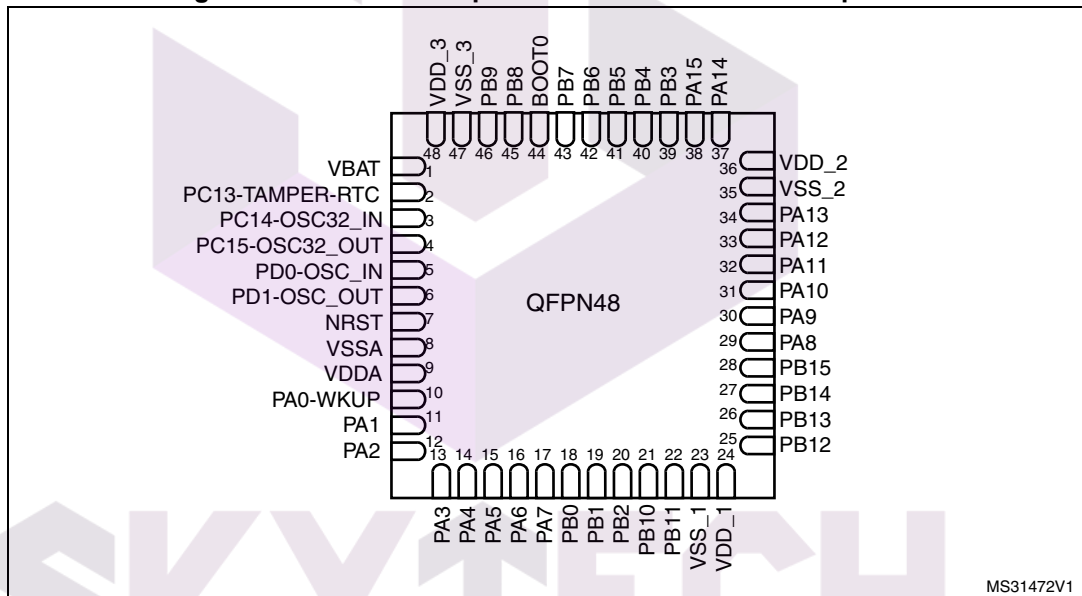 VDD_3
VSS_3
PB9
PB8
BOOT0
PB7
PB6
PB5
PB4
PB3
PA15
PA14
48 47 46 45 44 43 42 41 40 39 38 37
VBAT 1
PC13-TAMPER-RTC 2
PC14-OSC32_IN 3
PC15-OSC32_OUT 4
PD0-OSC_IN 5
PD1-OSC_OUT 6
NRST 7
VSSA 8
VDDA 9
PA0-WKUP 10
PA1 11
PA2 12
QFPN48
36 VDD_2
35 VSS_2
34 PA13
33 PA12
32 PA11
31 PA10
30 PA9
29 PA8
28 PB15
27 PB14
26 PB13
25 PB12
13 14 15 16 17 18 19 20 21 22 23 24
PA3
PA4
PA5
PA6
PA7
PB0
PB1
PB2
PB10
PB11
VSS_1
VDD_1
SKYTECH
MS31472V1